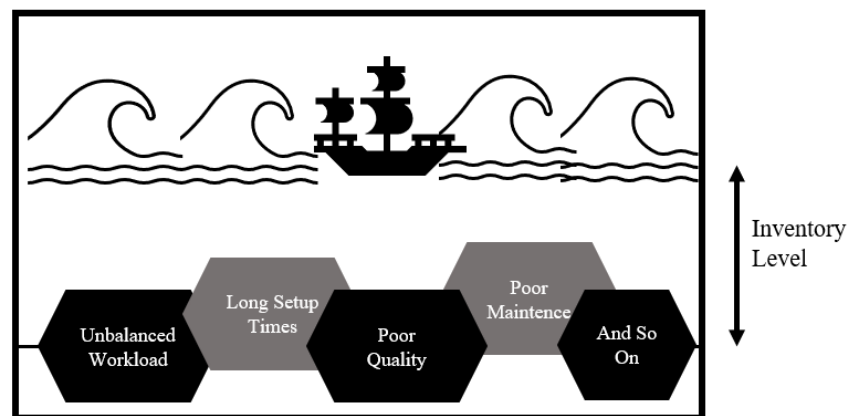 Inventory
Level
Unbalanced
Workload
Long Setup
Times
Poor
Quality
Poor
Maintence
And So
On